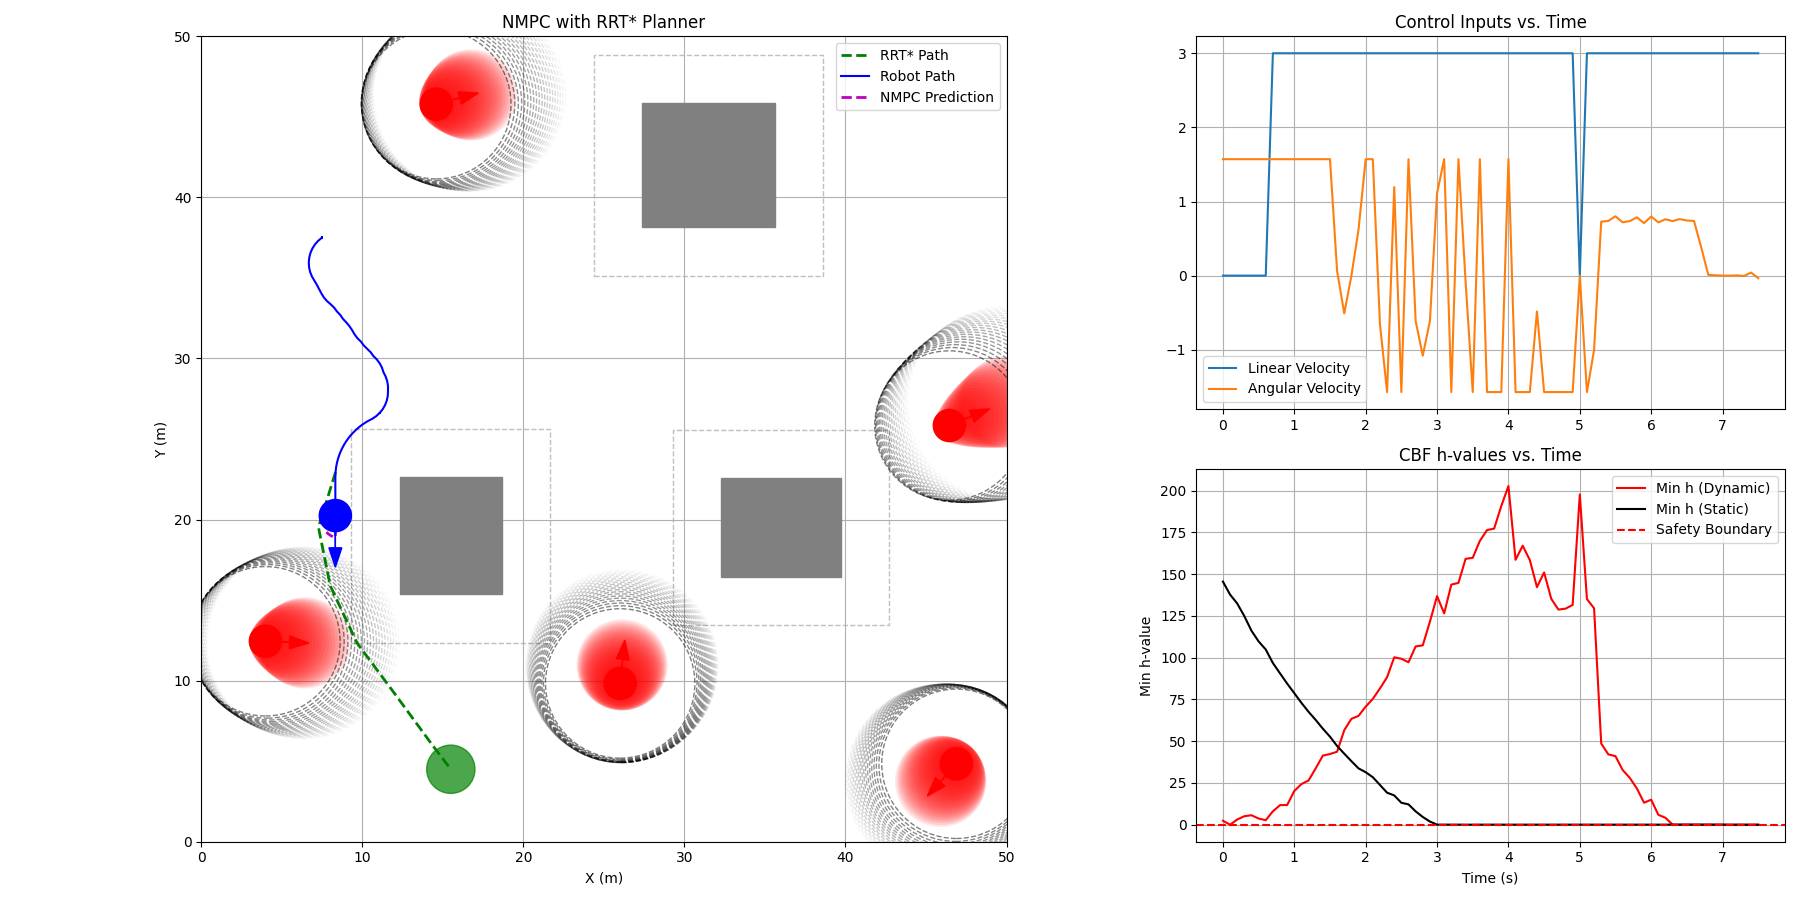 NMPC with RRT* Planner
50
40
30
20
10
0
Y (m)
0 10 20 30 40 50
X (m)
RRT* Path
Robot Path
NMPC Prediction
Control Inputs vs. Time
3
2
1
0
−1
Linear Velocity
Angular Velocity
0 1 2 3 4 5 6 7
CBF h-values vs. Time
200
175
150
125
100
75
50
25
0
Min h-value
Min h (Dynamic)
Min h (Static)
Safety Boundary
0 1 2 3 4 5 6 7
Time (s)